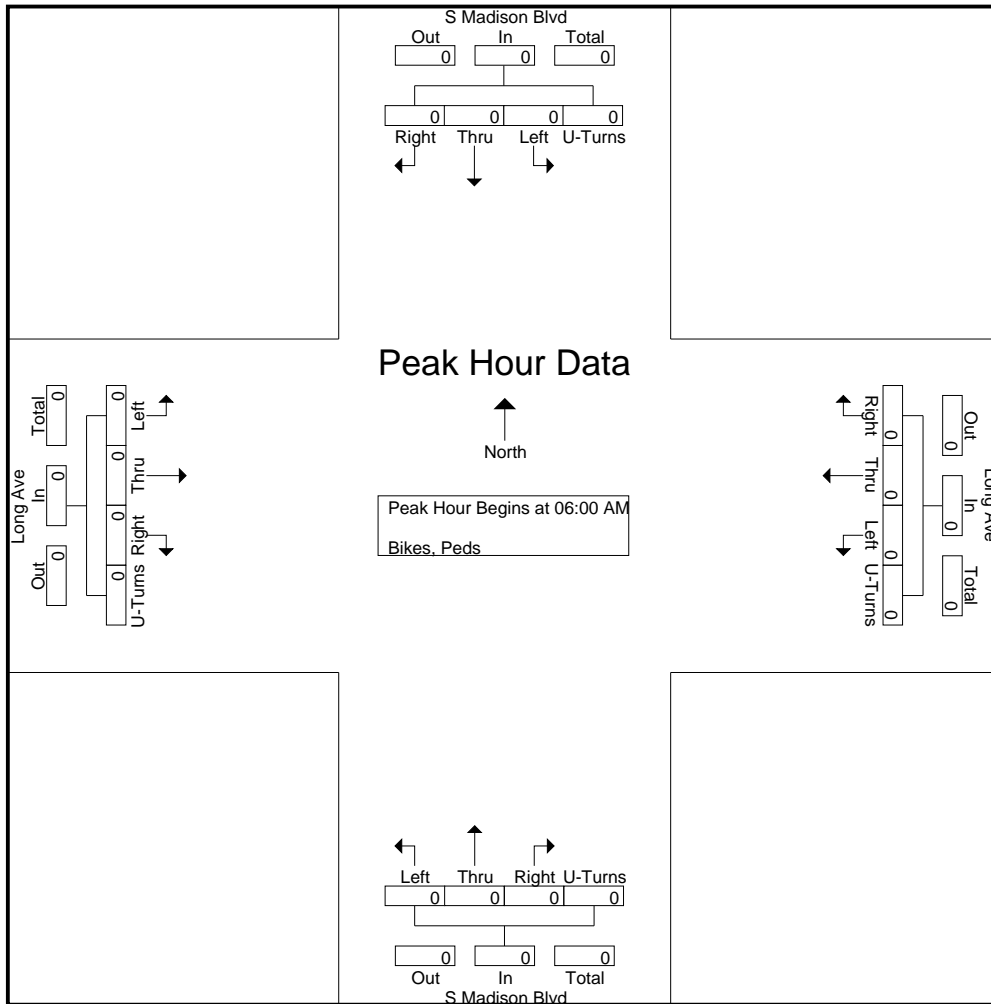 S Madison Blvd
Out In Total
0 0 0
0 0 0 0
Right Thru Left U-Turns
Peak Hour Data
North
Peak Hour Begins at 06:00 AM
Bikes, Peds
Long Ave
Total In Out
0 0 0
0 0 0 0
Left Thru Right U-Turns
Right Thru Left U-Turns
0 0 0 0
Out In Total
0 0 0
Long Ave
Left Thru Right U-Turns
0 0 0 0
0 0 0
Out In Total
S Madison Blvd